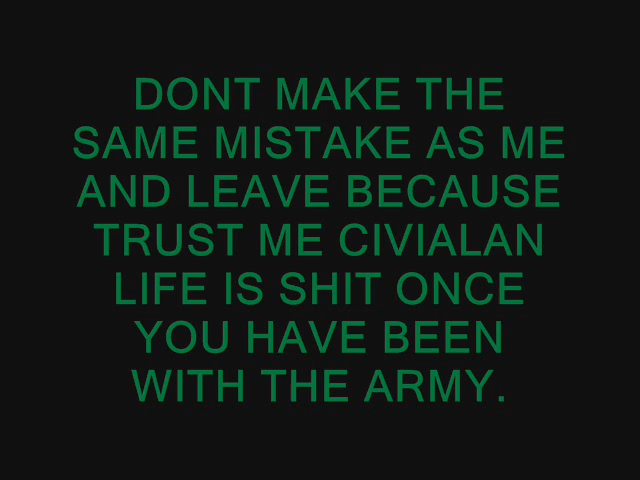 DONT MAKE THE
SAME MISTAKE AS ME
AND LEAVE BECAUSE
TRUST ME CIVIALAN
LIFE IS SHIT ONCE
YOU HAVE BEEN
WITH THE ARMY.